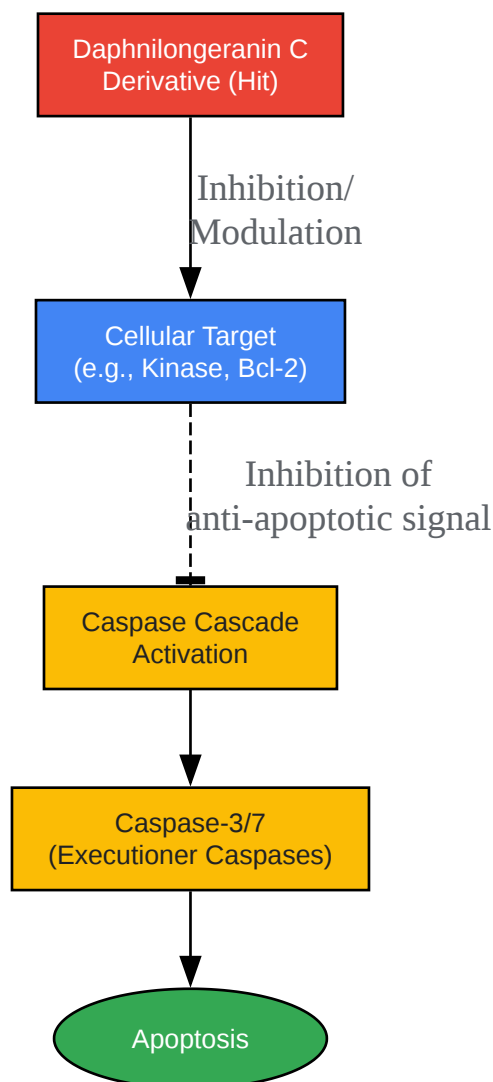 Daphnilongeranin C
Derivative (Hit)
Inhibition/
Modulation
Cellular Target
(e.g., Kinase, Bcl-2)
Inhibition of
anti-apoptotic signal
Caspase Cascade
Activation
Caspase-3/7
(Executioner Caspases)
Apoptosis